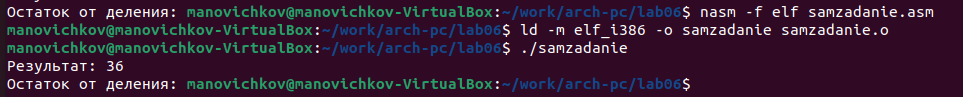 Остаток от деления: manovichkov@manovichkov-VirtualBox:~/work/arch-pc/lab06$ nasm -f elf samzadanie.asm
manovichkov@manovichkov-VirtualBox:~/work/arch-pc/lab06$ ld -m elf_i386 -o samzadanie samzadanie.o
manovichkov@manovichkov-VirtualBox:~/work/arch-pc/lab06$ ./samzadanie
Результат: 36
Остаток от деления: manovichkov@manovichkov-VirtualBox:~/work/arch-pc/lab06$